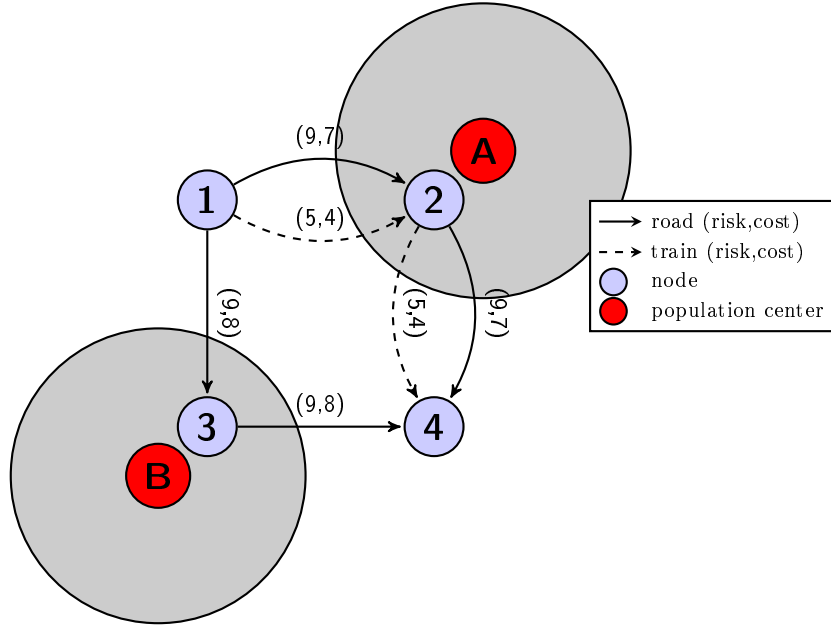 (9,7)
A
1
(5,4)
2
road (risk,cost)
train (risk,cost)
node
population center
(9,8)
(5,4)
(9,7)
(9,8)
3
4
B